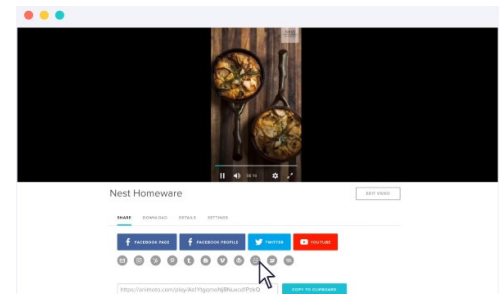 Nest Homeware
EDIT VIDEO
SHARE DOWNLOAD DETAILS SETTINGS
FACEBOOK PAGE FACEBOOK PROFILE TWITTER YOUTUBE
COPY TO CLIPBOARD